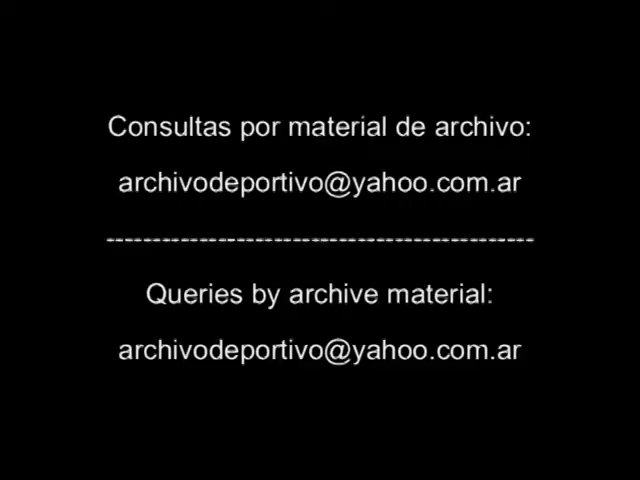 Consultas por material de archivo:
archivodeportivo@yahoo.com.ar
----------------------------------------------
Queries by archive material:
archivodeportivo@yahoo.com.ar